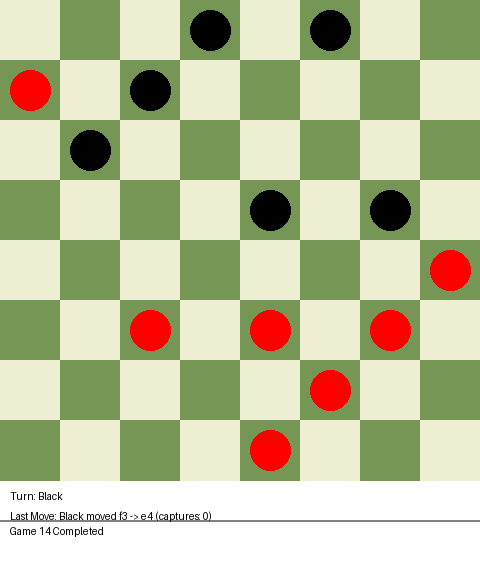 Turn: Black
Last Move: Black moved f3 -> e4 (captures: 0)
Game 14 Completed